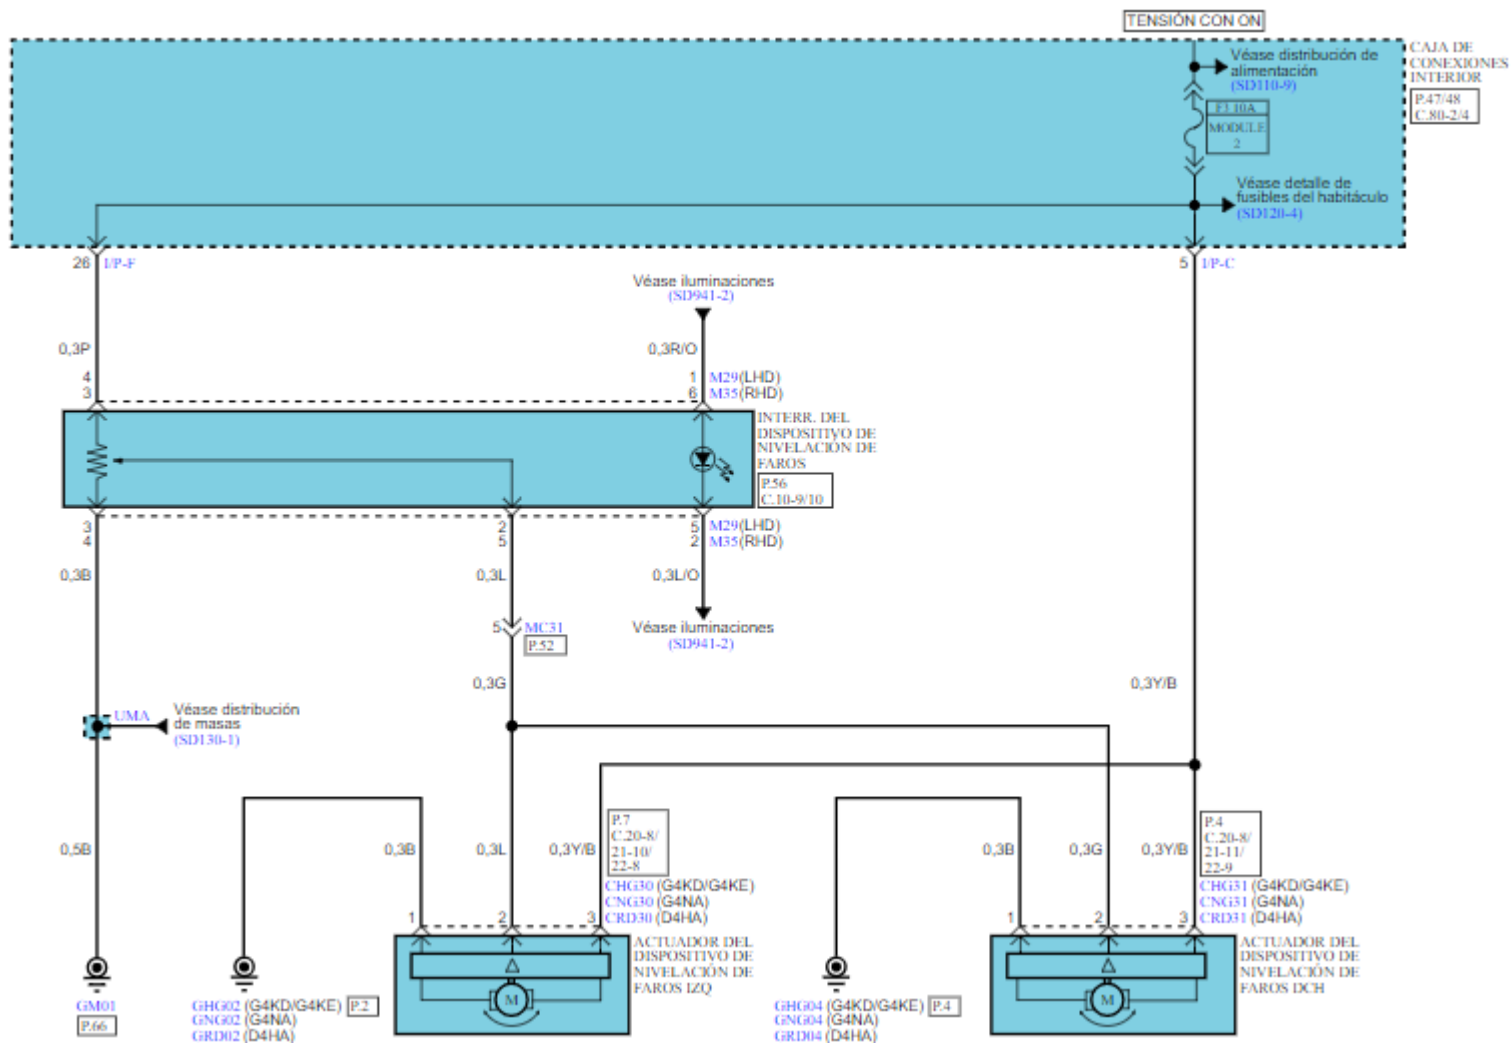 TENSIÓN CON ON
Véase distribución de
alimentación
(SD110-9)
CAJA DE
CONEXIONES
INTERIOR
P.47/48
C.80-2/4
F3 10A
MODULE
2
Véase detalle de
fusibles del habitáculo
(SD120-4)
26 I/P-F
5 I/P-C
Véase iluminaciones
(SD941-2)
0,3P
0,3R/O
4
3
1 M29(LHD)
6 M35(RHD)
INTERR. DEL
DISPOSITIVO DE
NIVELACIÓN DE
FAROS
P.56
C.10-9/10
3
4
2
5
5 M29(LHD)
2 M35(RHD)
0,3B
0,3L
0,3L/O
5 MC31
P.52
Véase iluminaciones
(SD941-2)
0,3G
0,3Y/B
UMA
Véase distribución
de masas
(SD130-1)
0,5B
0,3B
0,3L
0,3Y/B
P.7
C.20-8/
21-10/
22-8
CHG30 (G4KD/G4KE)
CNG30 (G4NA)
CRD30 (D4HA)
0,3B
0,3G
0,3Y/B
P.4
C.20-8/
21-11/
22-9
CHG31 (G4KD/G4KE)
CNG31 (G4NA)
CRD31 (D4HA)
1
2
3
1
2
3
ACTUADOR DEL
DISPOSITIVO DE
NIVELACIÓN DE
FAROS IZQ
M
ACTUADOR DEL
DISPOSITIVO DE
NIVELACIÓN DE
FAROS DCH
M
GM01
P.66
GHG02 (G4KD/G4KE) P.2
GNG02 (G4NA)
GRD02 (D4HA)
GHG04 (G4KD/G4KE) P.4
GNG04 (G4NA)
GRD04 (D4HA)